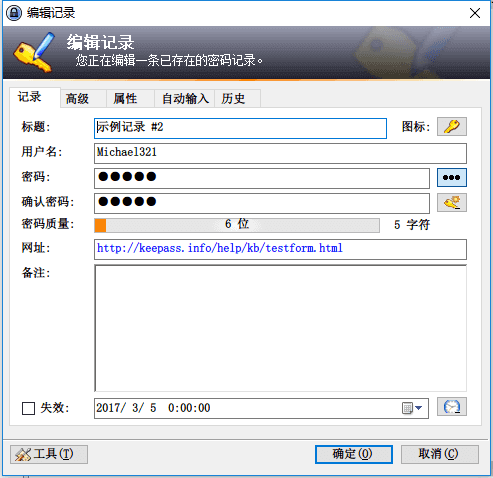 编辑记录
编辑记录
您正在编辑一条已存在的密码记录。
记录 高级 属性 自动输入 历史
标题: 示例记录 #2 图标:
用户名: Michael321
密码: ●●●●● ●●●
确认密码: ●●●●●
密码质量: 6 位 5 字符
网址: http://keepass.info/help/kb/testform.html
备注:
失效: 2017/ 3/ 5 0:00:00
工具(T) 确定(O) 取消(C)